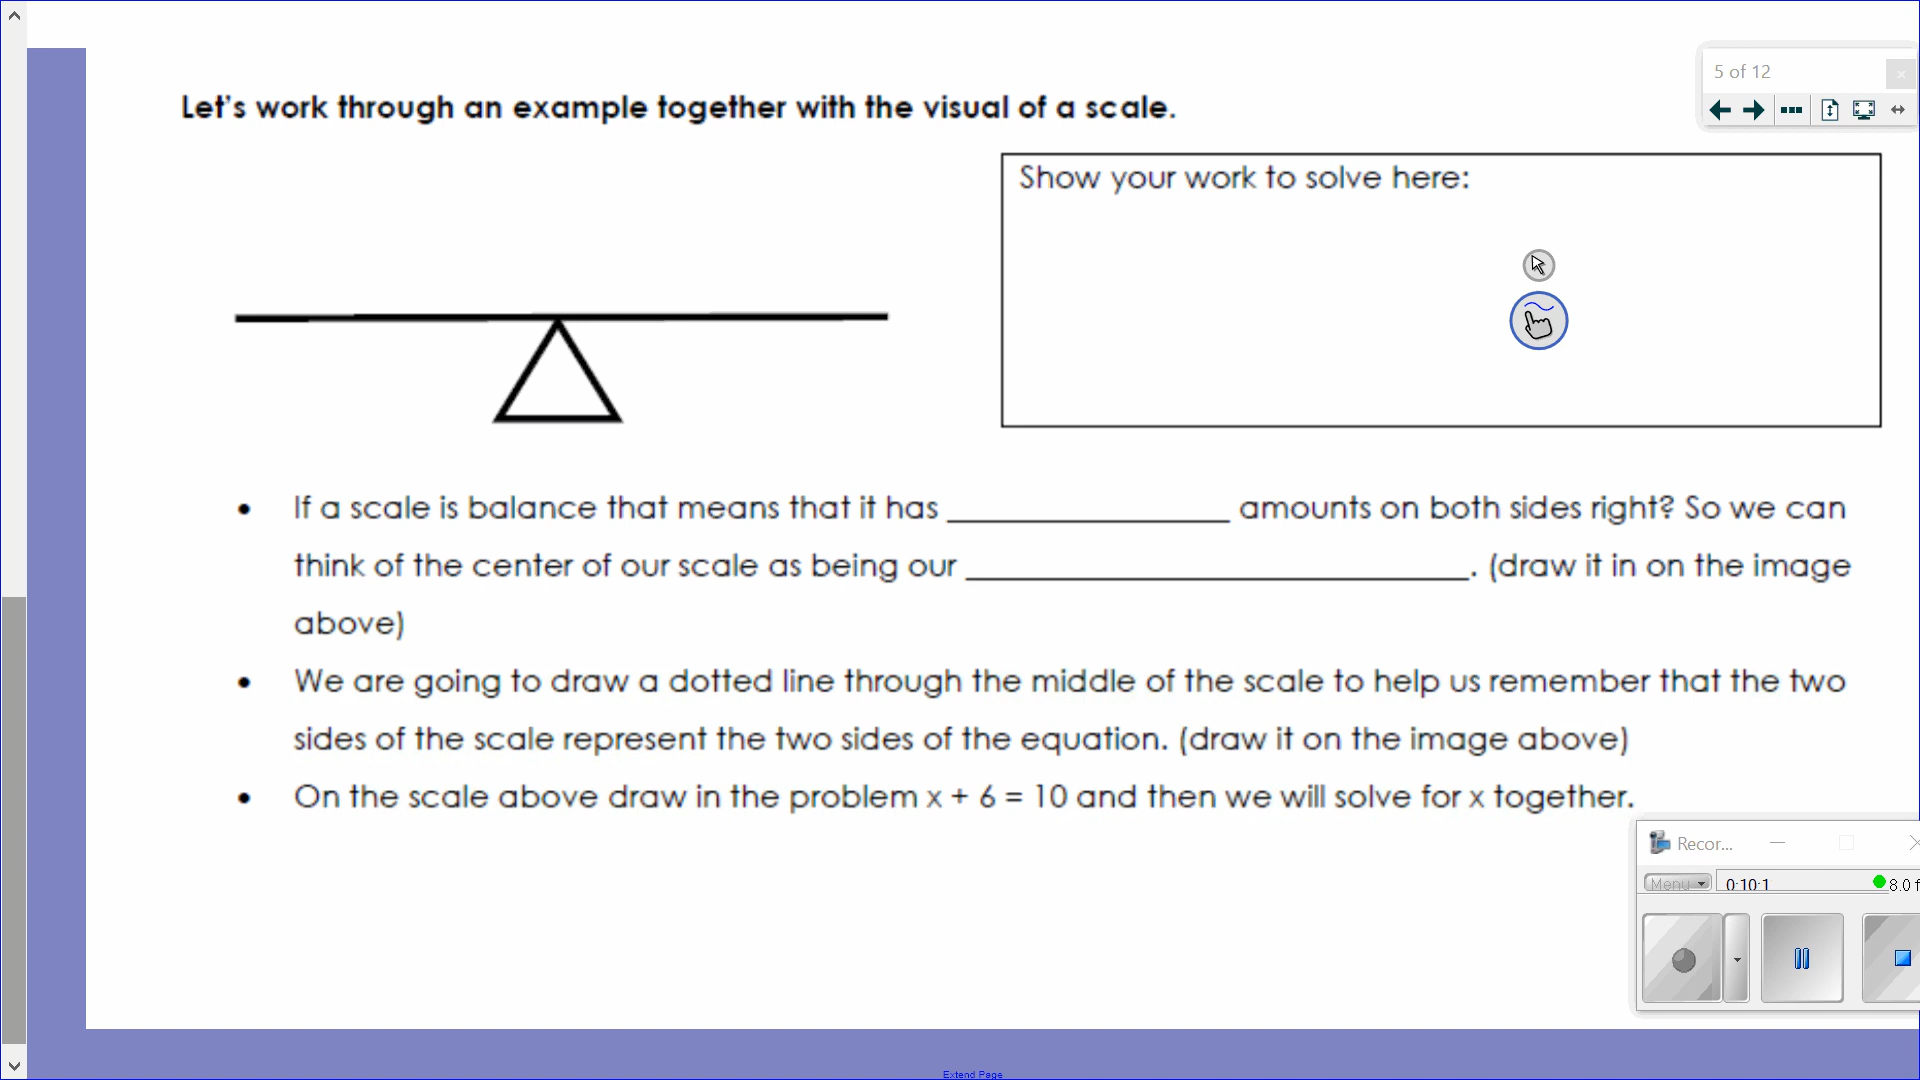 Let's work through an example together with the visual of a scale.
5 of 12
Show your work to solve here:
• If a scale is balance that means that it has ________________ amounts on both sides right? So we can
think of the center of our scale as being our ____________________________. (draw it in on the image
above)
• We are going to draw a dotted line through the middle of the scale to help us remember that the two
sides of the scale represent the two sides of the equation. (draw it on the image above)
• On the scale above draw in the problem x + 6 = 10 and then we will solve for x together.
Recor...
Menu 0:10:1 8.0 f
Extend Page